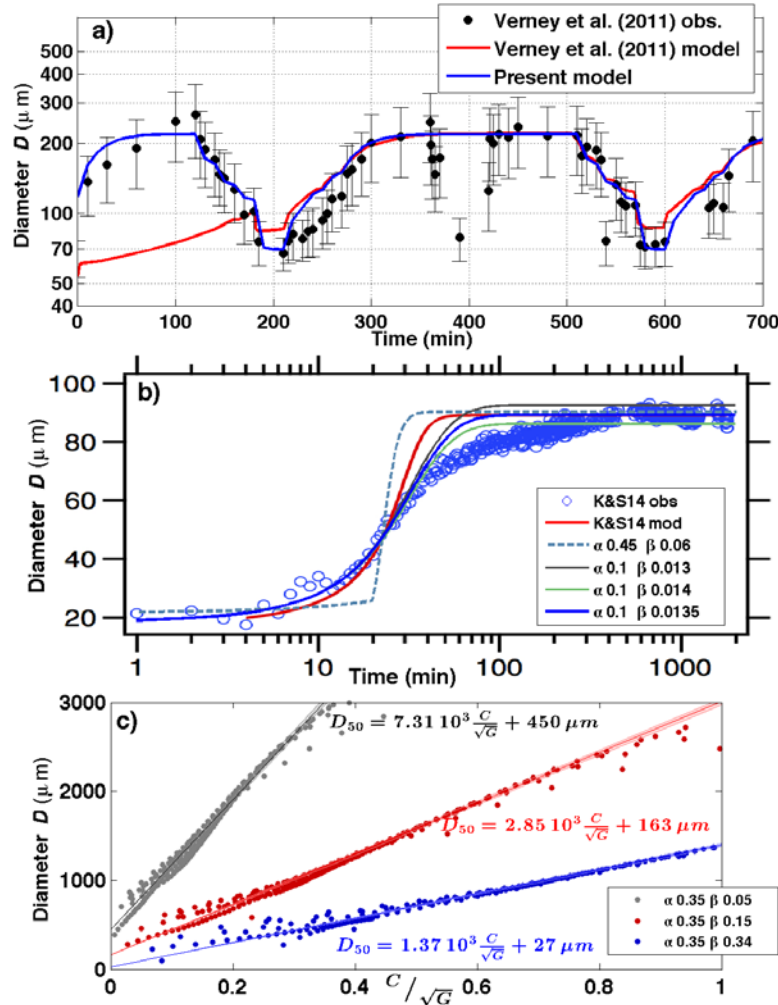 a)
Verney et al. (2011) obs.
Verney et al. (2011) model
Present model
Diameter D (μm)
500
400
300
200
100
70
50
40
0 100 200 300 400 500 600 700
Time (min)
b)
Diameter D (μm)
100
80
60
40
20
K&S14 obs
K&S14 mod
α 0.45 β 0.06
α 0.1 β 0.013
α 0.1 β 0.014
α 0.1 β 0.0135
1 10 100 1000
Time (min)
c)
Diameter D (μm)
3000
2000
1000
0
D₅₀ = 7.31 10³ C/√G + 450 μm
D₅₀ = 2.85 10³ C/√G + 163 μm
D₅₀ = 1.37 10³ C/√G + 27 μm
α 0.35 β 0.05
α 0.35 β 0.15
α 0.35 β 0.34
0 0.2 0.4 0.6 0.8 1
C/√G